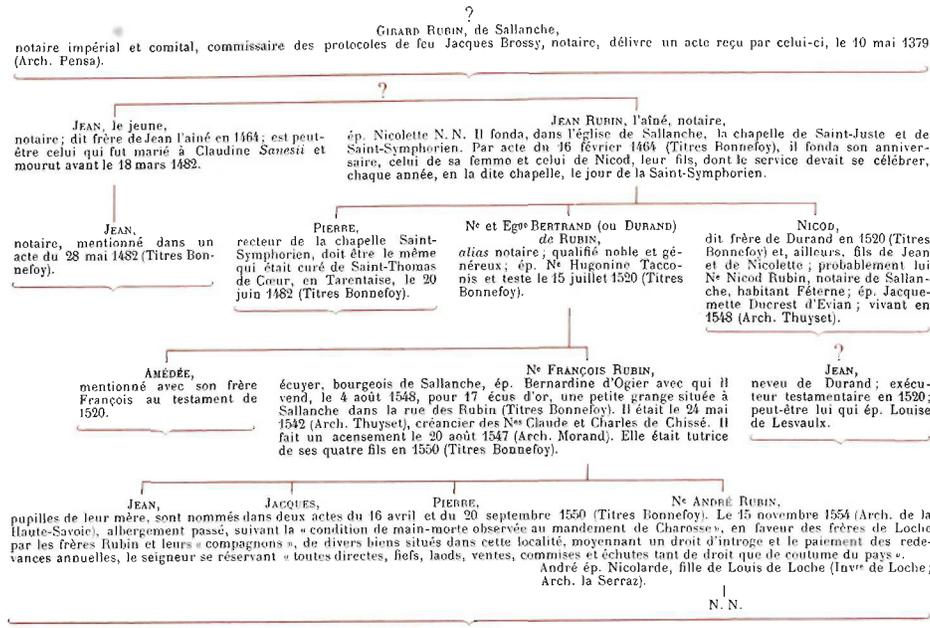 ?
GIRARD RUBIN, de Sallanche,
notaire impérial et comital, commissaire des protocoles de feu Jacques Brossy, notaire, délivre un acte reçu par celui-ci, le 10 mai 1379
(Arch. Pensa).
?
JEAN, le jeune,
notaire; dit frère de Jean l'aîné en 1464; est peut-
être celui qui fut marié à Claudine Sanestii et
mourut avant le 18 mars 1482.
JEAN RUBIN, l'aîné, notaire,
ép. Nicolette N. N. Il fonda, dans l'église de Sallanche, la chapelle de Saint-Juste et de
Saint-Symphorien. Par acte du 16 février 1464 (Titres Bonnefoy), il fonda son anniver-
saire, celui de sa femme et celui de Nicod, leur fils, dont le service devait se célébrer,
chaque année, en la dite chapelle, le jour de la Saint-Symphorien.
JEAN,
notaire, mentionné dans un
acte du 28 mai 1482 (Titres Bon-
nefoy).
PIERRE,
recteur de la chapelle Saint-
Symphorien, doit être le même
qui était curé de Saint-Thomas
de Cœur, en Tarentaise, le 20
juin 1482 (Titres Bonnefoy).
Ne et Egue BERTRAND (ou DURAND)
de RUBIN,
alias notaire; qualifié noble et gé-
néreux; ép. Ne Hugonine Tacco-
nis et teste le 15 juillet 1520 (Titres
Bonnefoy).
NICOD,
dit frère de Durand en 1520 (Titres
Bonnefoy) et, ailleurs, fils de Jean
et de Nicolette; probablement lui
Ne Nicod Rubin, notaire de Sallan-
che, habitant Féterne; ép. Jacque-
mette Ducrest d'Evian; vivant en
1548 (Arch. Thuyset).
AMÉDÉE,
mentionné avec son frère
François au testament de
1520.
Ne FRANÇOIS RUBIN,
écuyer, bourgeois de Sallanche, ép. Bernardine d'Ogier avec qui il
vend, le 4 août 1548, pour 17 écus d'or, une petite grange située à
Sallanche dans la rue des Rubin (Titres Bonnefoy). Il était le 24 mai
1542 (Arch. Thuyset), créancier des Nes Claude et Charles de Chissé. Il
fait un acensement le 20 août 1547 (Arch. Morand). Elle était tutrice
de ses quatre fils en 1550 (Titres Bonnefoy).
?
JEAN,
neveu de Durand; exécu-
teur testamentaire en 1520;
peut-être lui qui ép. Louise
de Lesvaulx.
JEAN, JACQUES, PIERRE, Ne ANDRÉ RUBIN,
pupilles de leur mère, sont nommés dans deux actes du 16 avril et du 20 septembre 1550 (Titres Bonnefoy). Le 15 novembre 1554 (Arch. de la
Haute-Savoie), albergement passé, suivant la « condition de main-morte observée au mandement de Charosse », en faveur des frères de Loche
par les frères Rubin et leurs « compagnons », de divers biens situés dans cette localité, moyennant un droit d'introge et le paiement des rede-
vances annuelles, le seigneur se réservant « toutes directes, fiefs, laods, ventes, commises et échutes tant de droit que de coutume du pays ».
André ép. Nicolarde, fille de Louis de Loche (Invre de Loche;
Arch. la Serraz).
N. N.